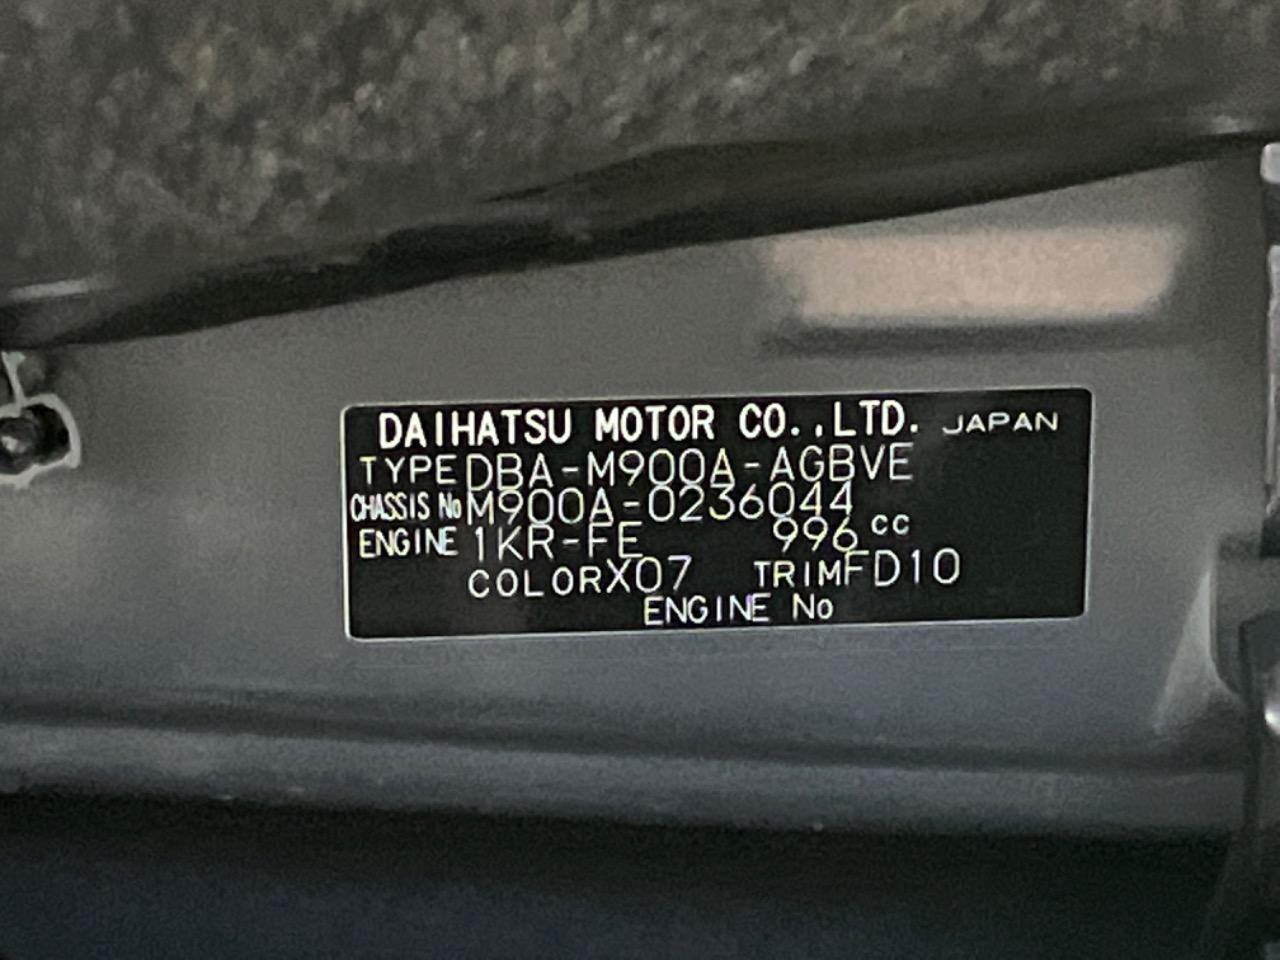 DAIHATSU MOTOR CO.,LTD. JAPAN
TYPE DBA-M900A-AGBVE
CHASSIS No M900A-0236044
ENGINE 1KR-FE 996 cc
COLOR X07 TRIM FD10
ENGINE No